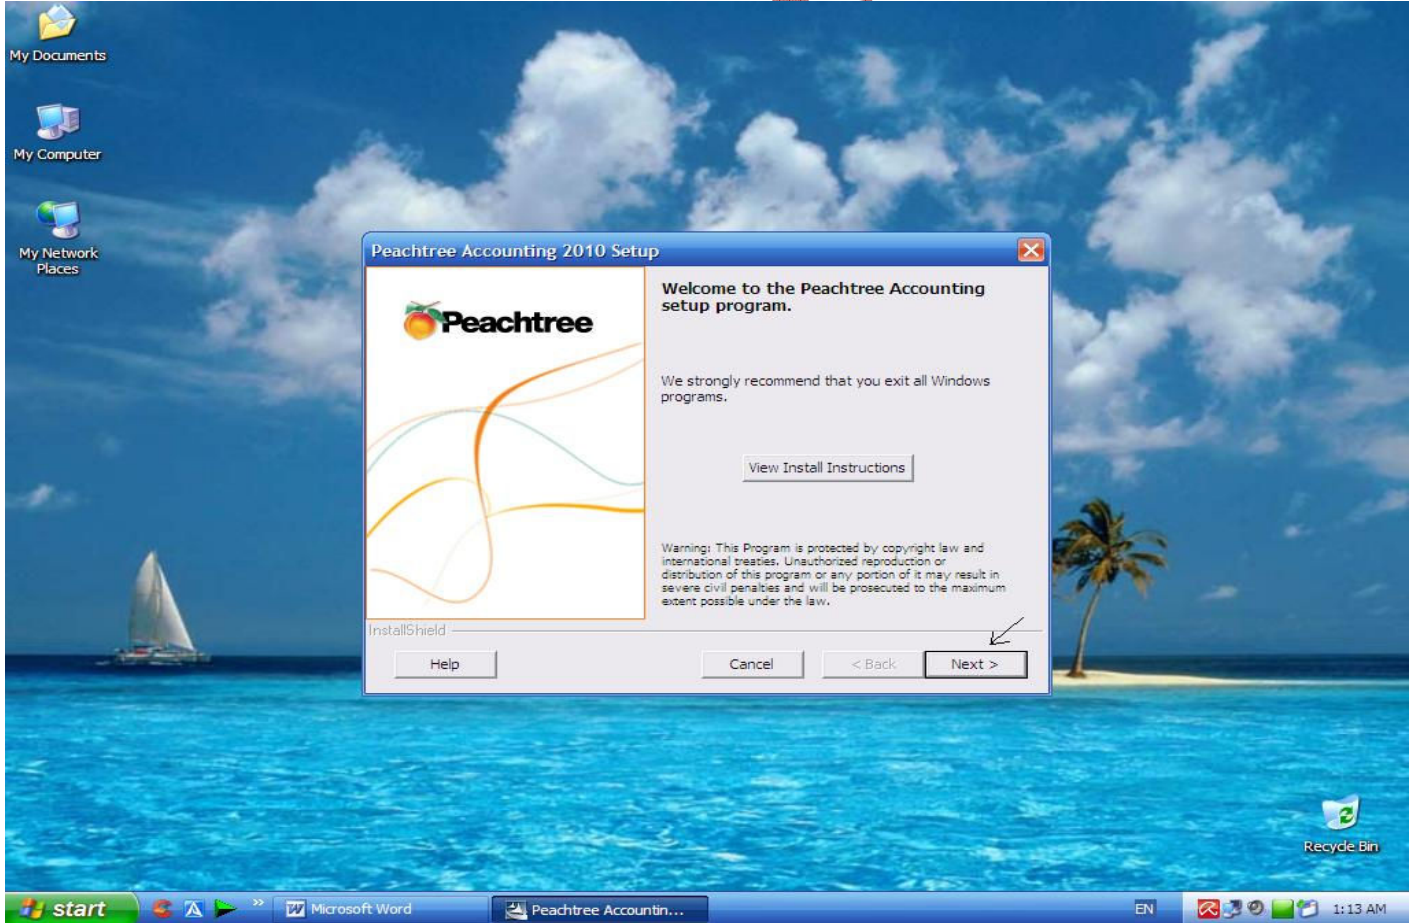 My Documents
My Computer
My Network
Places
Peachtree Accounting 2010 Setup
Peachtree
Welcome to the Peachtree Accounting
setup program.
We strongly recommend that you exit all Windows
programs.
View Install Instructions
Warning: This Program is protected by copyright law and
international treaties. Unauthorized reproduction or
distribution of this program or any portion of it may result in
severe civil penalties and will be prosecuted to the maximum
extent possible under the law.
InstallShield
Help
Cancel
< Back
Next >
Recycle Bin
start
Microsoft Word
Peachtree Accountin...
EN
1:13 AM